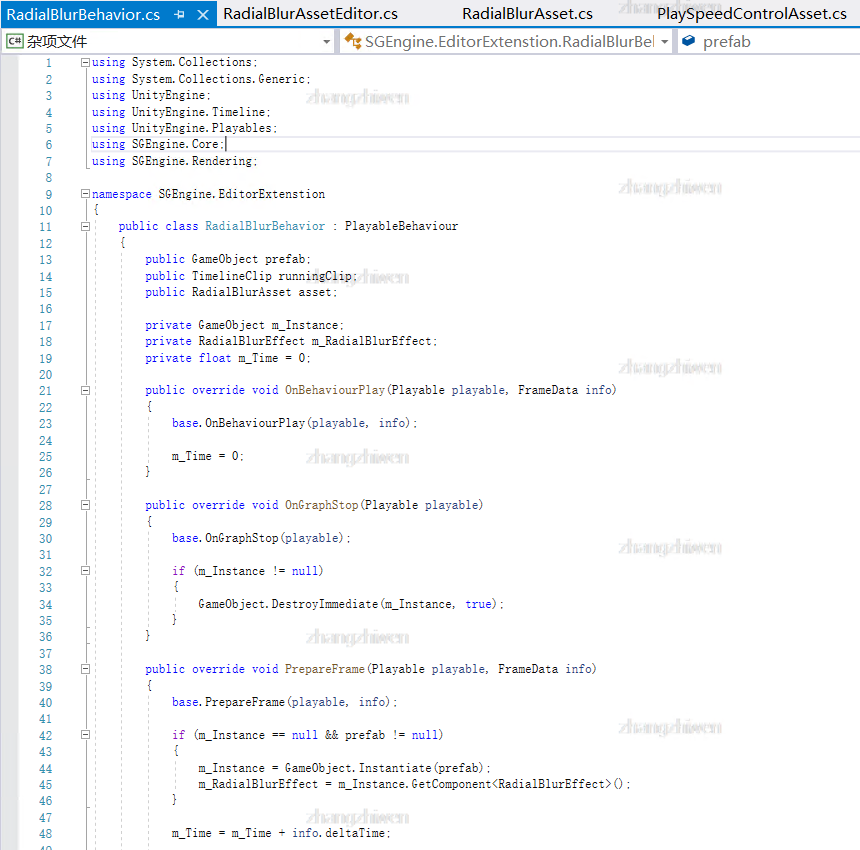 RadialBlurBehavior.cs RadialBlurAssetEditor.cs RadialBlurAsset.cs PlaySpeedControlAsset.cs
C# 杂项文件 SGEngine.EditorExtenstion.RadialBlurBel prefab
1 using System.Collections;
2 using System.Collections.Generic;
3 using UnityEngine;
4 using UnityEngine.Timeline;
5 using UnityEngine.Playables;
6 using SGEngine.Core;
7 using SGEngine.Rendering;
8
9 namespace SGEngine.EditorExtenstion
10 {
11 public class RadialBlurBehavior : PlayableBehaviour
12 {
13 public GameObject prefab;
14 public TimelineClip runningClip;
15 public RadialBlurAsset asset;
16
17 private GameObject m_Instance;
18 private RadialBlurEffect m_RadialBlurEffect;
19 private float m_Time = 0;
20
21 public override void OnBehaviourPlay(Playable playable, FrameData info)
22 {
23 base.OnBehaviourPlay(playable, info);
24
25 m_Time = 0;
26 }
27
28 public override void OnGraphStop(Playable playable)
29 {
30 base.OnGraphStop(playable);
31
32 if (m_Instance != null)
33 {
34 GameObject.DestroyImmediate(m_Instance, true);
35 }
36 }
37
38 public override void PrepareFrame(Playable playable, FrameData info)
39 {
40 base.PrepareFrame(playable, info);
41
42 if (m_Instance == null && prefab != null)
43 {
44 m_Instance = GameObject.Instantiate(prefab);
45 m_RadialBlurEffect = m_Instance.GetComponent<RadialBlurEffect>();
46 }
47
48 m_Time = m_Time + info.deltaTime;
zhangzhiwen
zhangzhiwen
zhangzhiwen
zhangzhiwen
zhangzhiwen
zhangzhiwen
zhangzhiwen
zhangzhiwen
zhangzhiwen
zhangzhiwen